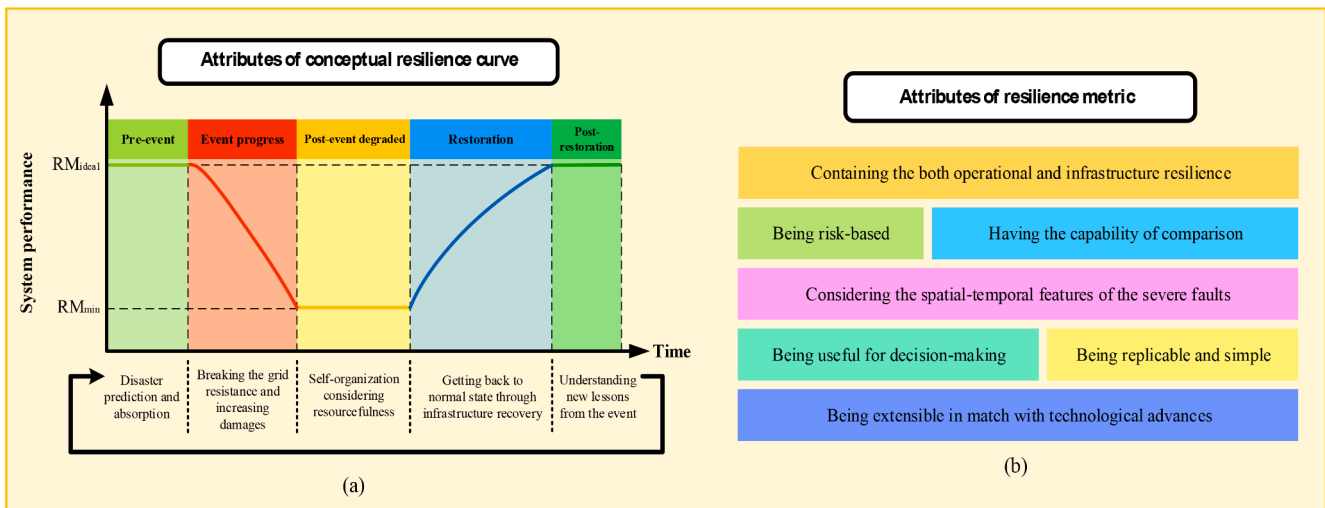 Attributes of conceptual resilience curve
System performance
Pre-event
Event progress
Post-event degraded
Restoration
Post-
restoration
RMideal
RMmin
Time
Disaster
prediction and
absorption
Breaking the grid
resistance and
increasing
damages
Self-organization
considering
resourcefulness
Getting back to
normal state through
infrastructure recovery
Understanding
new lessons
from the event
(a)
Attributes of resilience metric
Containing the both operational and infrastructure resilience
Being risk-based
Having the capability of comparison
Considering the spatial-temporal features of the severe faults
Being useful for decision-making
Being replicable and simple
Being extensible in match with technological advances
(b)